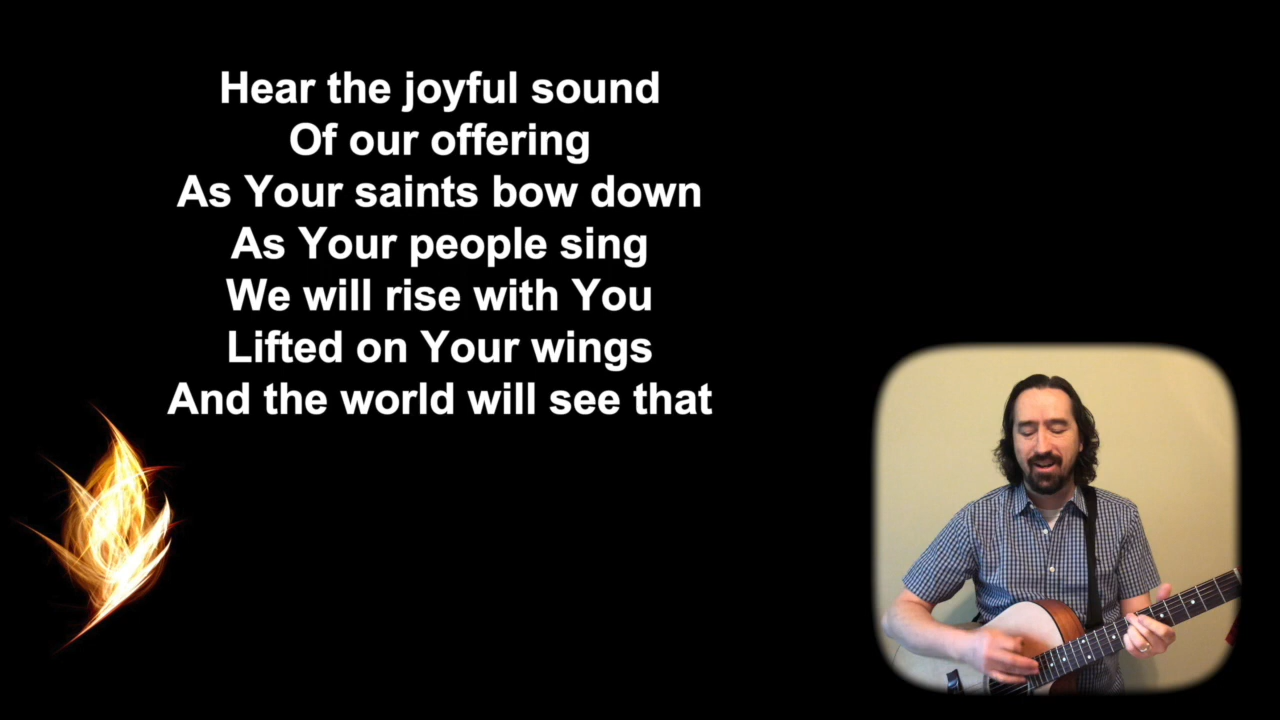 Hear the joyful sound
Of our offering
As Your saints bow down
As Your people sing
We will rise with You
Lifted on Your wings
And the world will see that